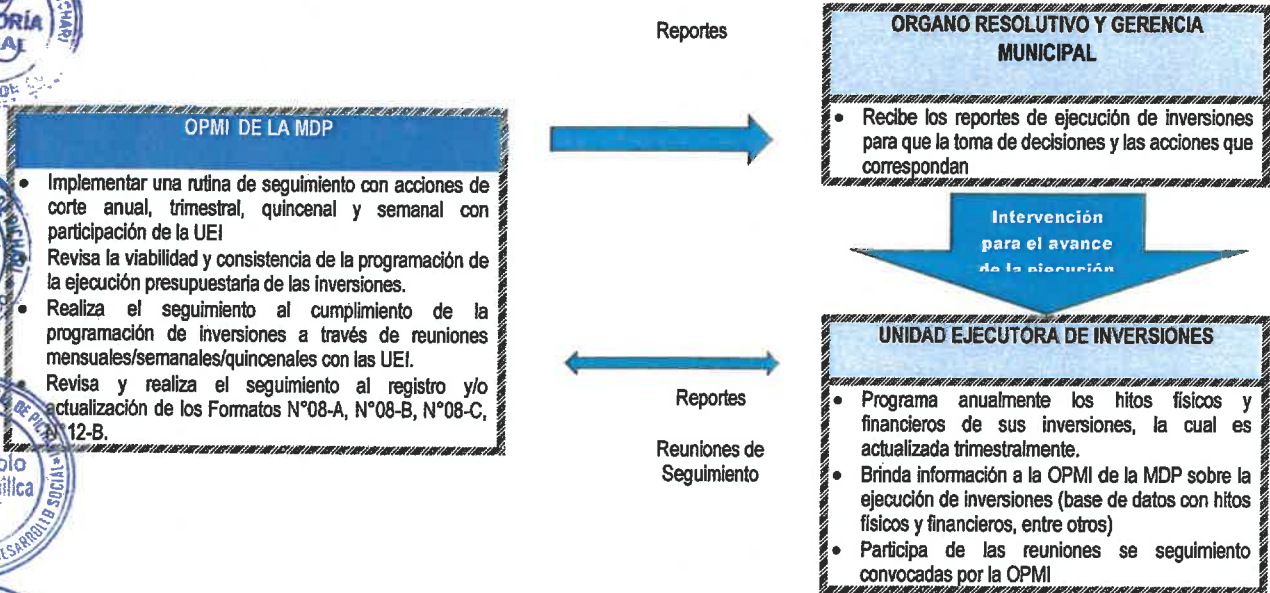 Reportes
ORGANO RESOLUTIVO Y GERENCIA
MUNICIPAL
Recibe los reportes de ejecución de inversiones
para que la toma de decisiones y las acciones que
correspondan
OPMI DE LA MDP
• Implementar una rutina de seguimiento con acciones de
corte anual, trimestral, quincenal y semanal con
participación de la UEI
Revisa la viabilidad y consistencia de la programación de
la ejecución presupuestaria de las inversiones.
• Realiza el seguimiento al cumplimiento de la
programación de inversiones a través de reuniones
mensuales/semanales/quincenales con las UEI.
• Revisa y realiza el seguimiento al registro y/o
actualización de los Formatos N°08-A, N°08-B, N°08-C,
N°12-B.
Intervención
para el avance
de la ejecución
Reportes
Reuniones de
Seguimiento
UNIDAD EJECUTORA DE INVERSIONES
• Programa anualmente los hitos físicos y
financieros de sus inversiones, la cual es
actualizada trimestralmente.
• Brinda información a la OPMI de la MDP sobre la
ejecución de inversiones (base de datos con hitos
físicos y financieros, entre otros)
• Participa de las reuniones se seguimiento
convocadas por la OPMI